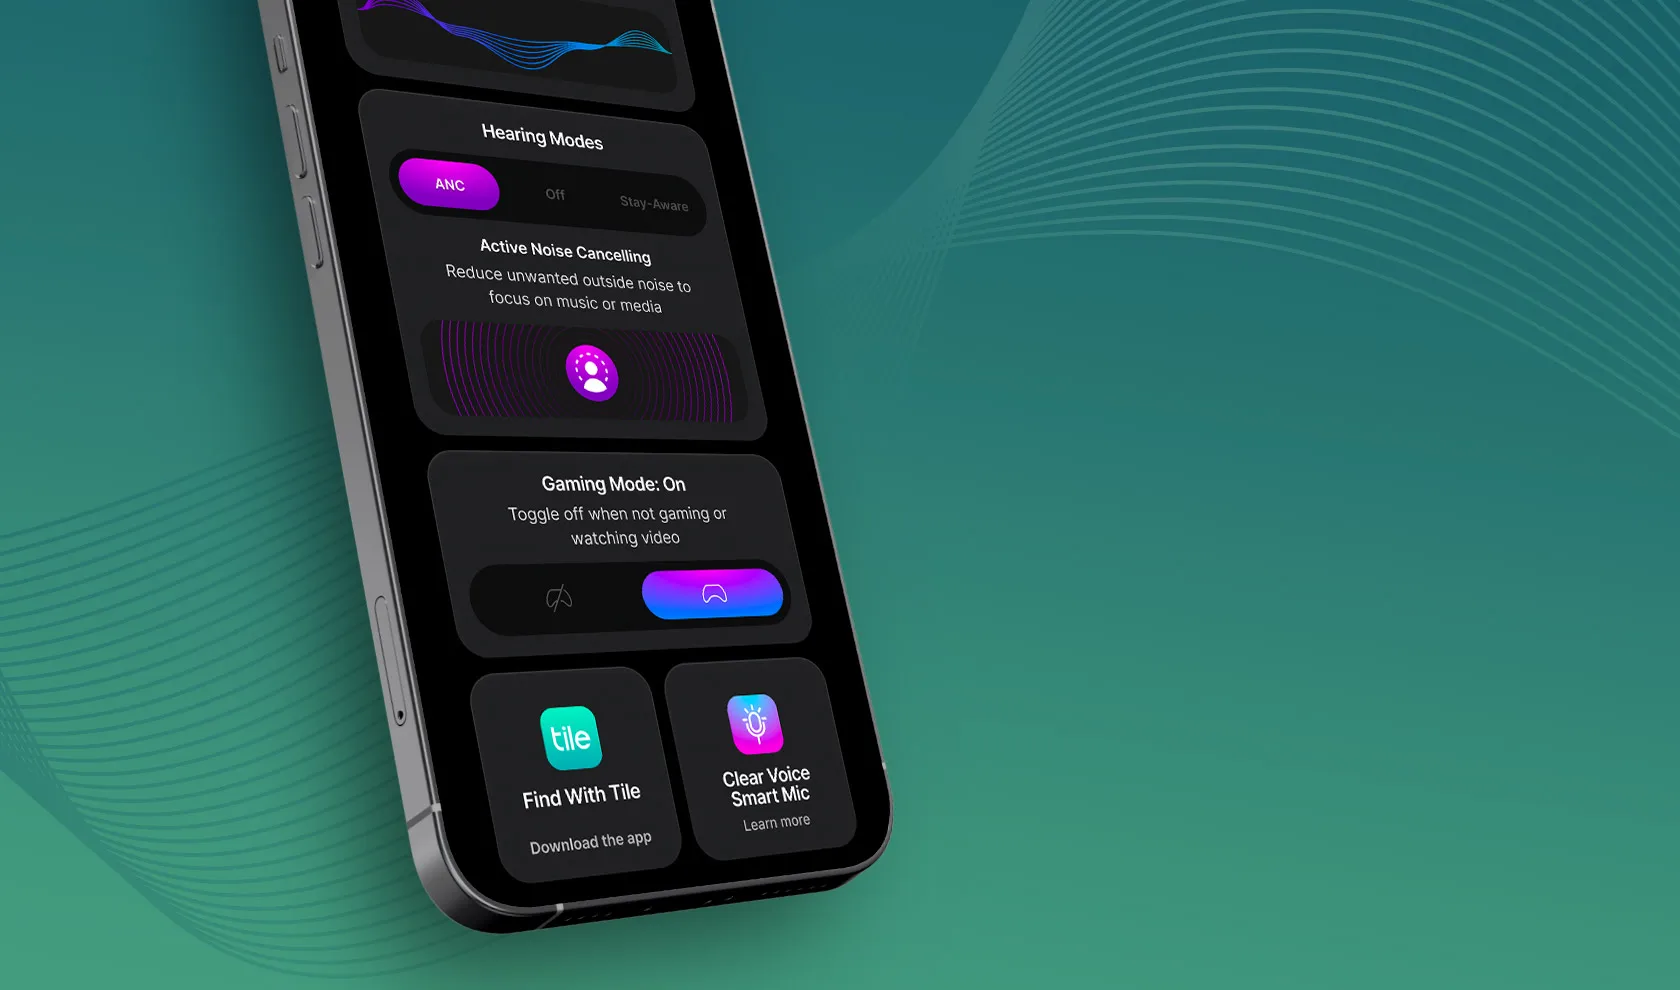 Hearing Modes
ANC
Off
Stay-Aware
Active Noise Cancelling
Reduce unwanted outside noise to
focus on music or media
Gaming Mode: On
Toggle off when not gaming or
watching video
tile
Find With Tile
Download the app
Clear Voice
Smart Mic
Learn more